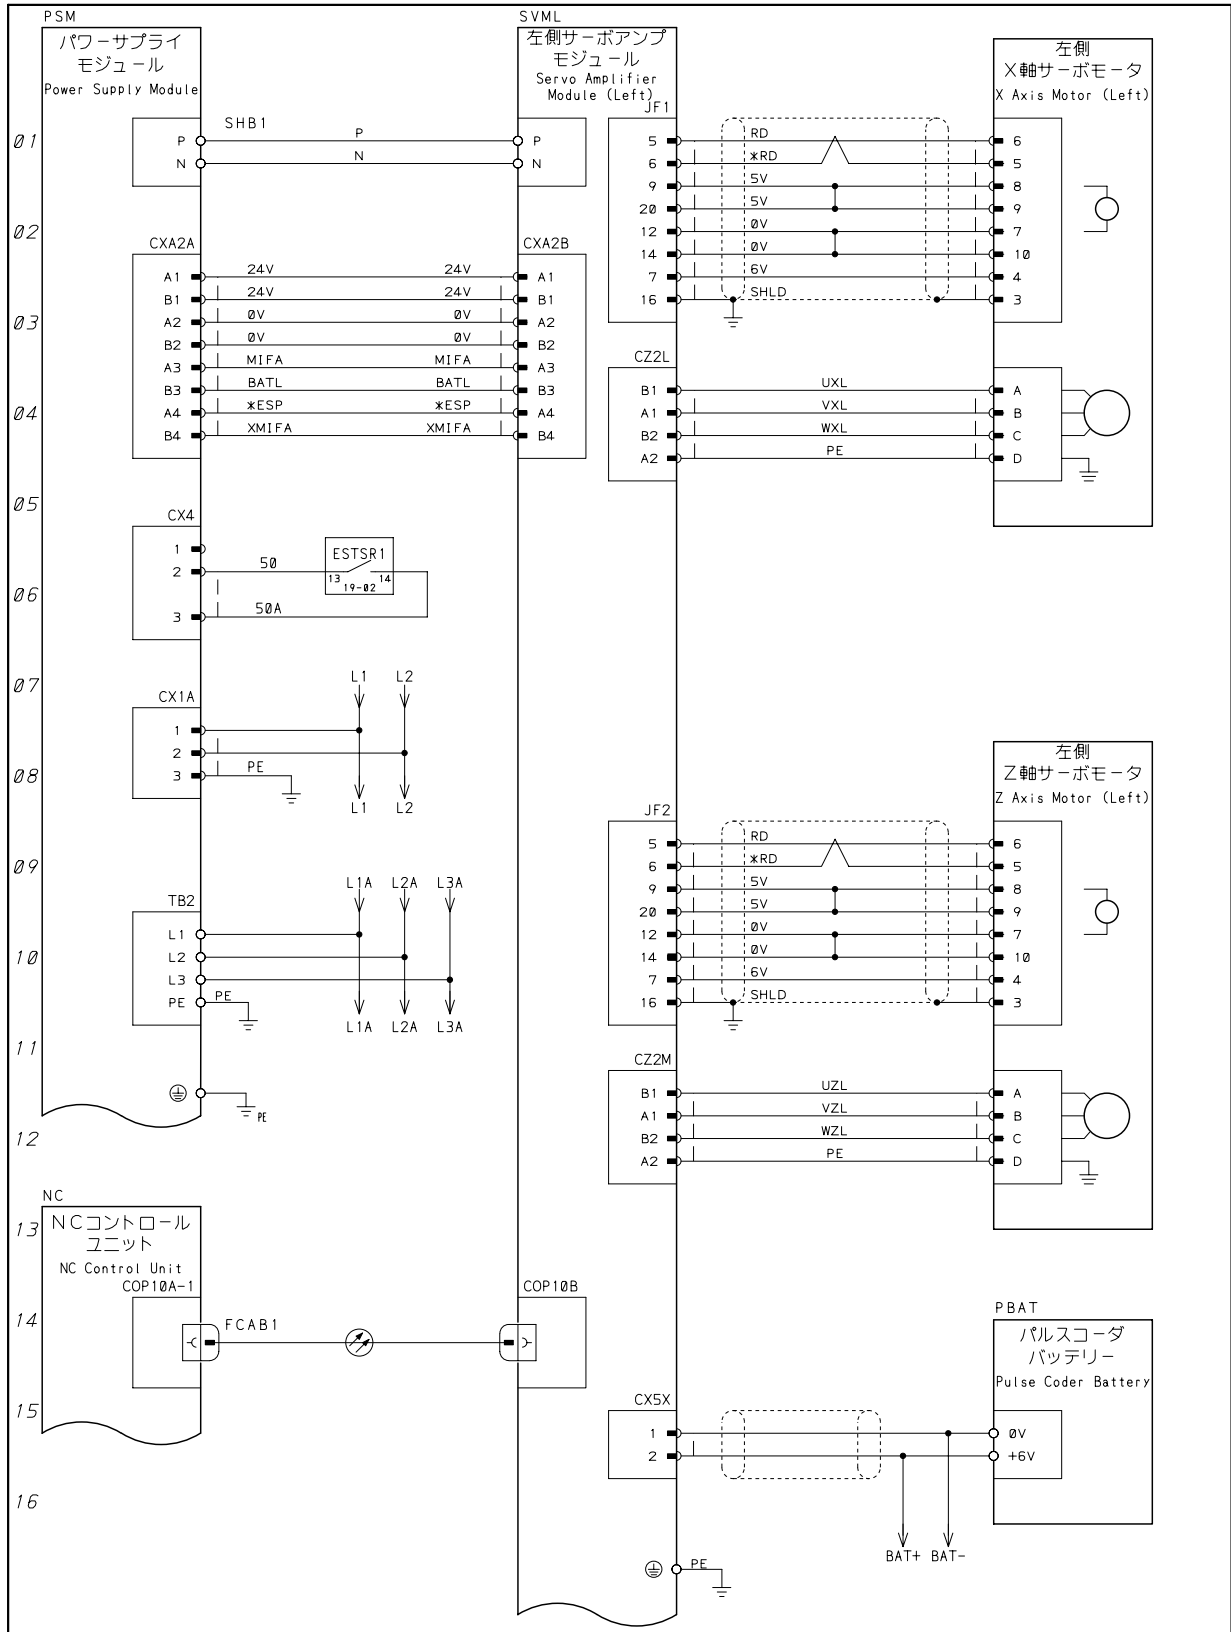 PSM
パワーサプライ
モジュール
Power Supply Module
SHB1
P
N
P
N
P
N
CXA2A
CXA2B
A1 24V 24V A1
B1 24V 24V B1
A2 0V 0V A2
B2 0V 0V B2
A3 MIFA MIFA A3
B3 BATL BATL B3
A4 *ESP *ESP A4
B4 XMIFA XMIFA B4
CX4
1
2 50
ESTSR1
13 14
19-02
3 50A
CX1A
L1 L2
1
2
3 PE
L1 L2
TB2
L1A L2A L3A
L1
L2
L3
PE PE
L1A L2A L3A
PE
NC
NCコントロール
ユニット
NC Control Unit
COP10A-1
FCAB1
COP10B
SVML
左側サーボアンプ
モジュール
Servo Amplifier
Module (Left)
JF1
5 RD 6
6 *RD 5
9 5V 8
20 5V 9
12 0V 7
14 0V 10
7 6V 4
16 SHLD 3
CZ2L
B1 UXL A
A1 VXL B
B2 WXL C
A2 PE D
左側
X軸サーボモータ
X Axis Motor (Left)
JF2
5 RD 6
6 *RD 5
9 5V 8
20 5V 9
12 0V 7
14 0V 10
7 6V 4
16 SHLD 3
CZ2M
B1 UZL A
A1 VZL B
B2 WZL C
A2 PE D
左側
Z軸サーボモータ
Z Axis Motor (Left)
PBAT
パルスコーダ
バッテリー
Pulse Coder Battery
CX5X
1 0V
2 +6V
BAT+ BAT-
PE
01
02
03
04
05
06
07
08
09
10
11
12
13
14
15
16